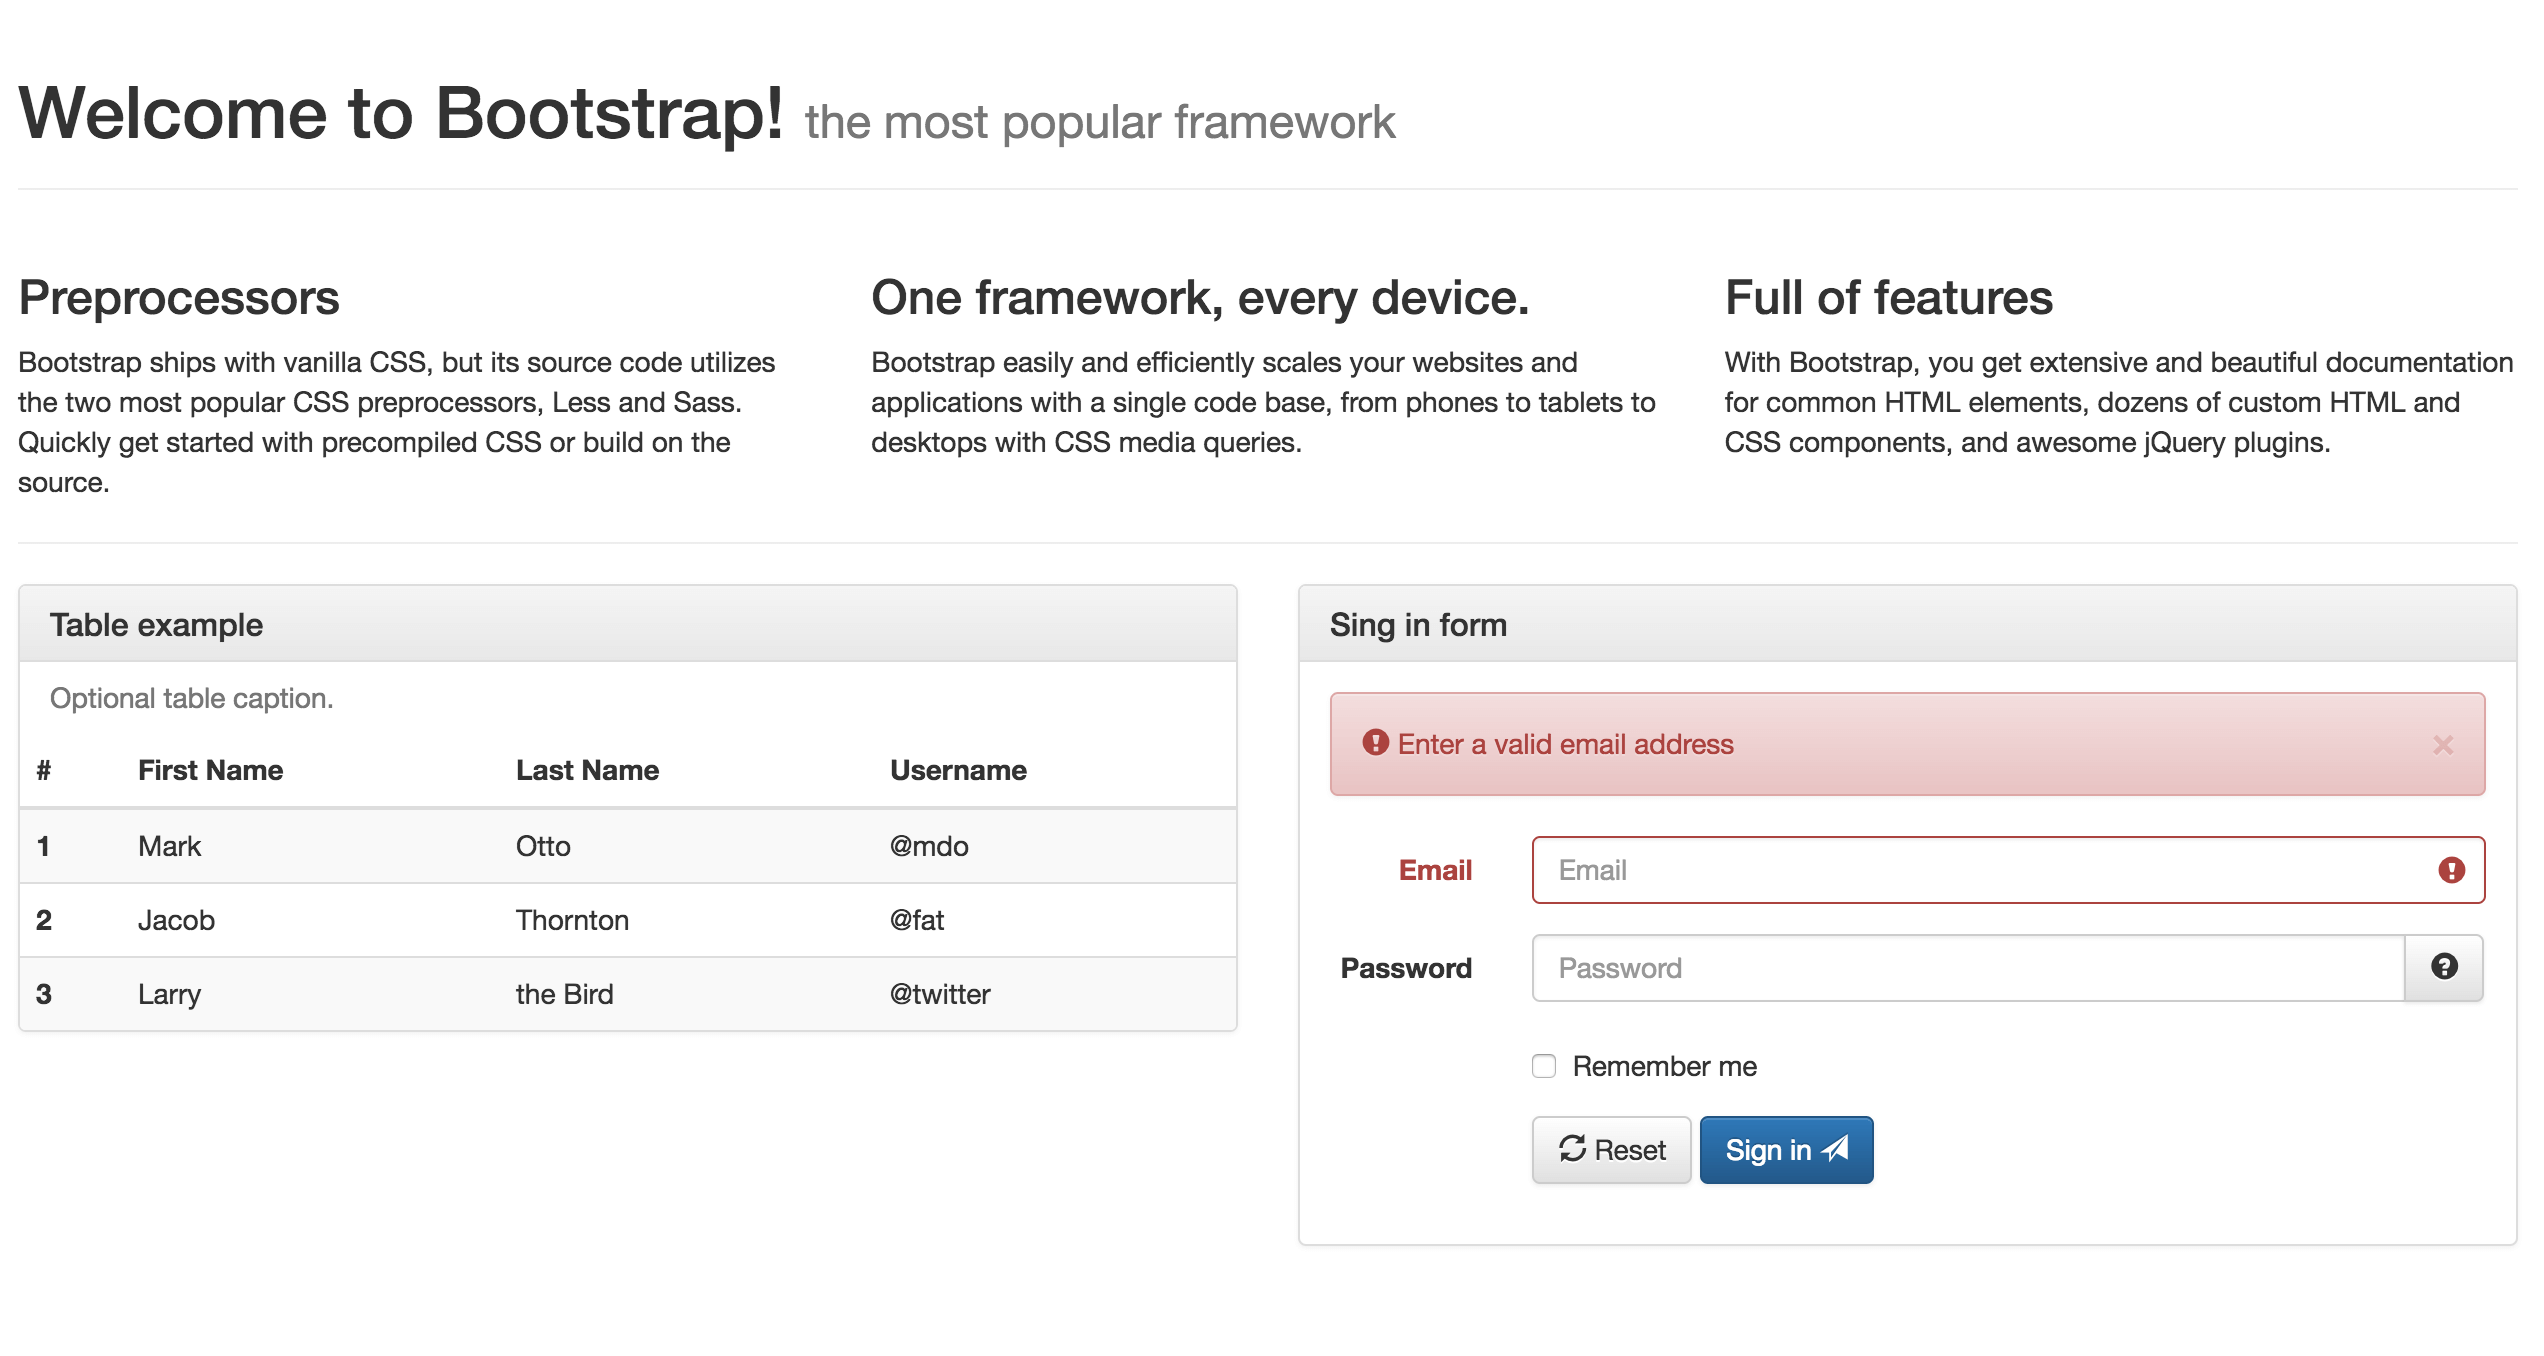 Welcome to Bootstrap! the most popular framework
Preprocessors
Bootstrap ships with vanilla CSS, but its source code utilizes
the two most popular CSS preprocessors, Less and Sass.
Quickly get started with precompiled CSS or build on the
source.
One framework, every device.
Bootstrap easily and efficiently scales your websites and
applications with a single code base, from phones to tablets to
desktops with CSS media queries.
Full of features
With Bootstrap, you get extensive and beautiful documentation
for common HTML elements, dozens of custom HTML and
CSS components, and awesome jQuery plugins.
Table example
Optional table caption.
# First Name Last Name Username
1 Mark Otto @mdo
2 Jacob Thornton @fat
3 Larry the Bird @twitter
Sing in form
Enter a valid email address ×
Email Email
Password Password
Remember me
Reset Sign in